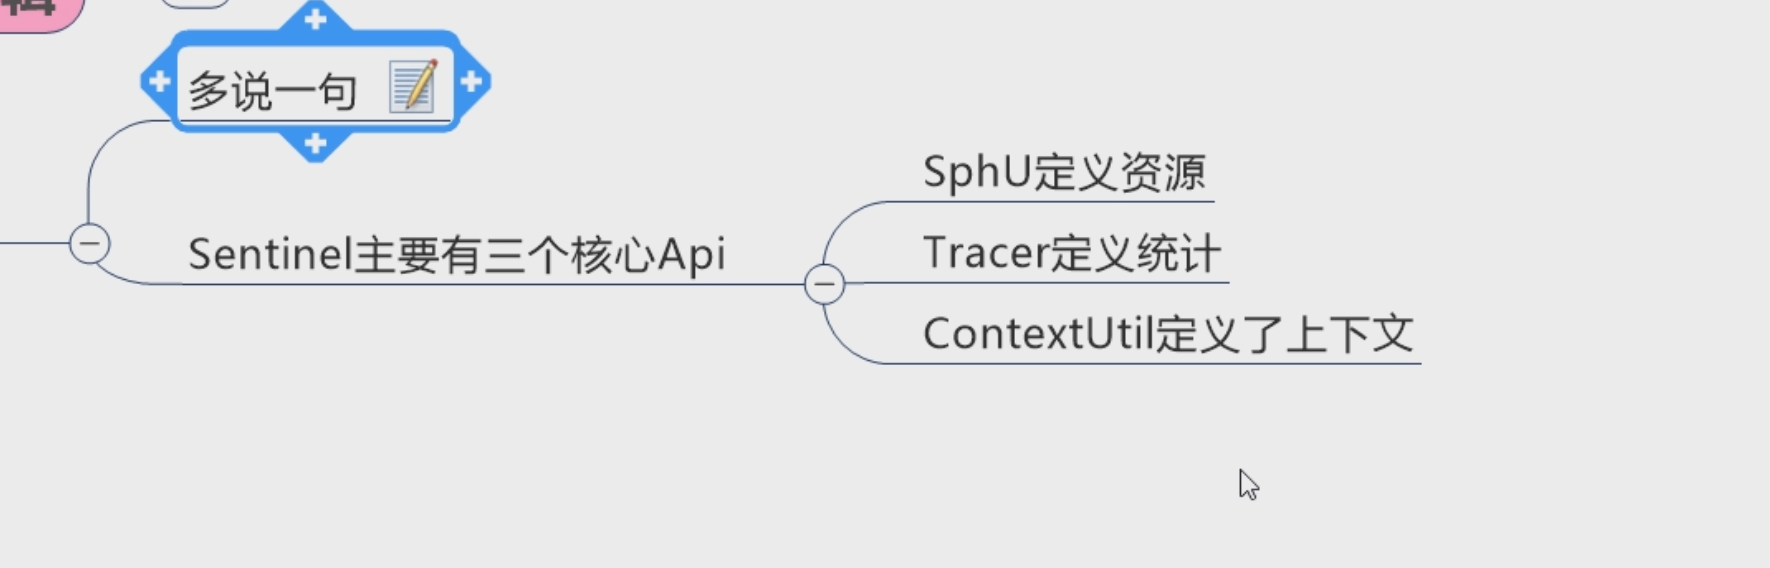 多说一句
Sentinel主要有三个核心Api
SphU定义资源
Tracer定义统计
ContextUtil定义了上下文